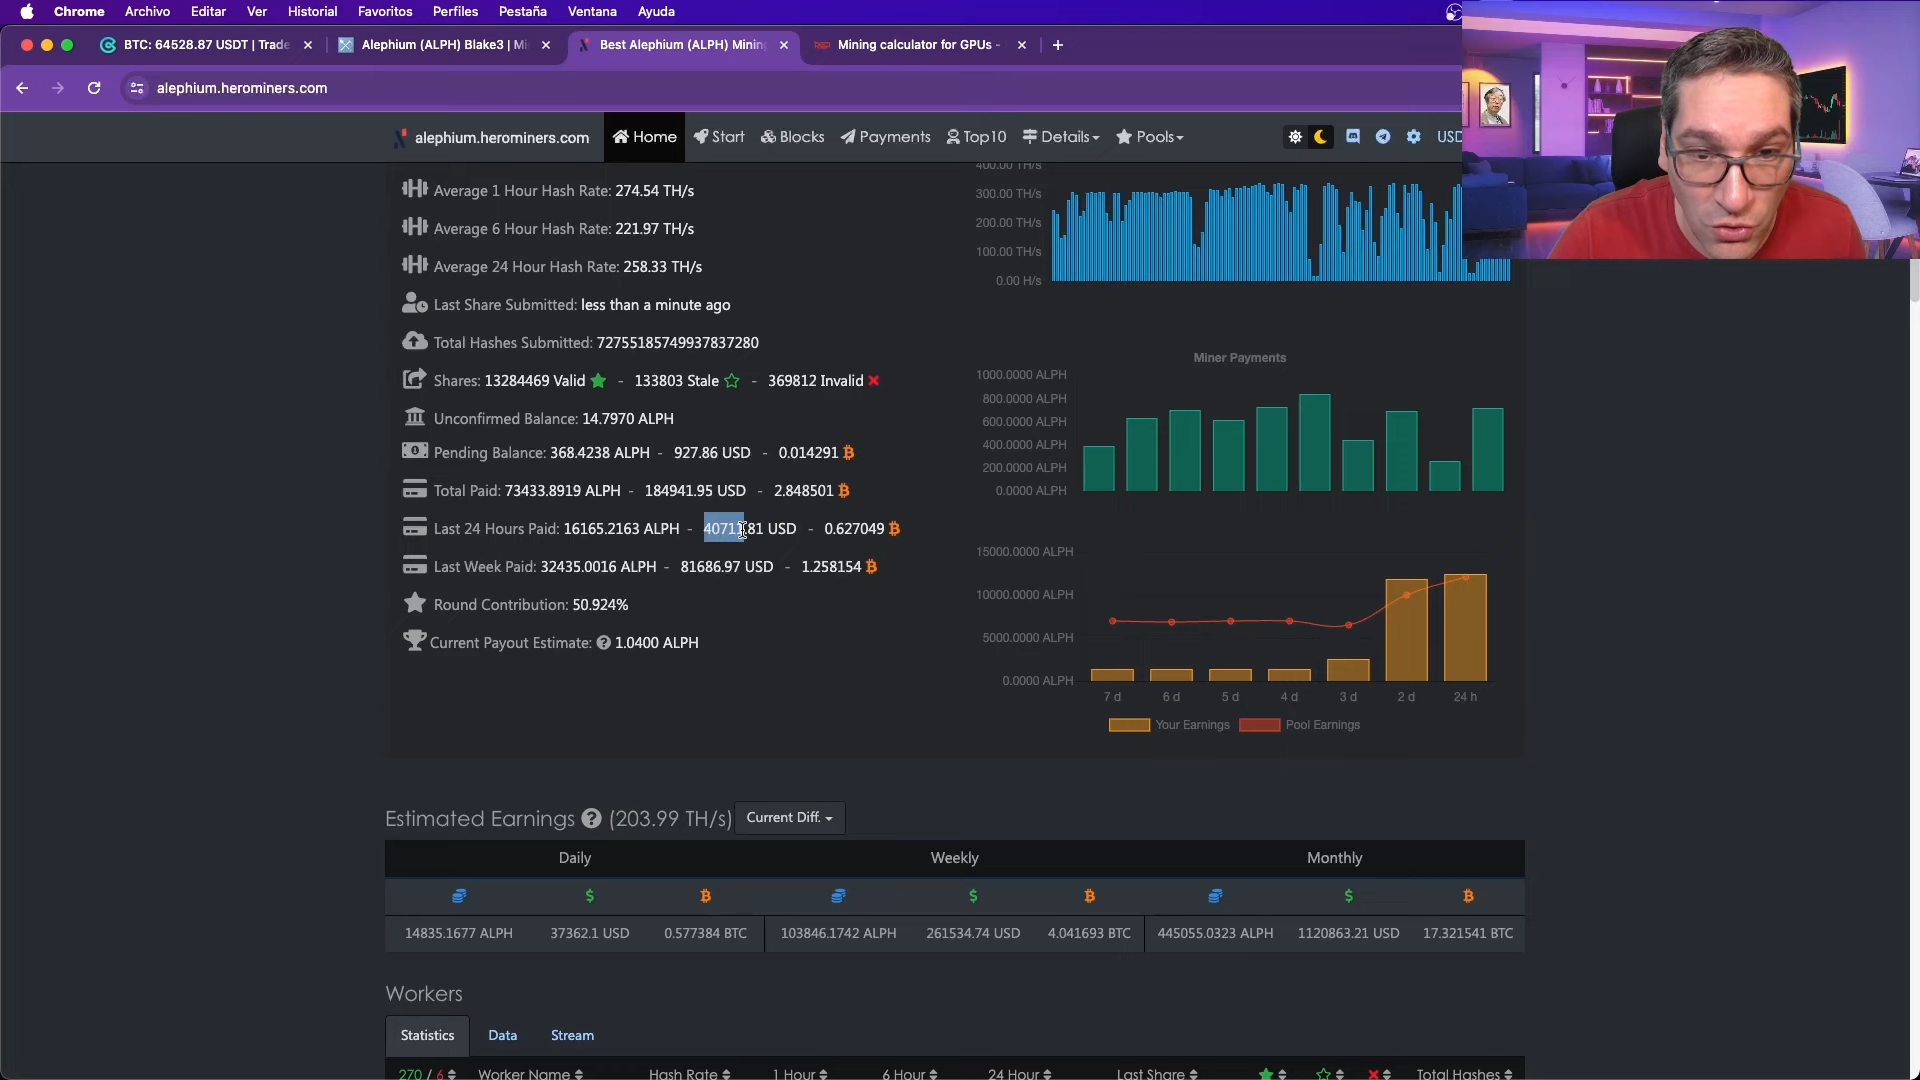 Chrome Archivo Editar Ver Historial Favoritos Perfiles Pestaña Ventana Ayuda
BTC: 64528.87 USDT | Trade
Alephium (ALPH) Blake3 | Mi
Best Alephium (ALPH) Mining
Mining calculator for GPUs -
alephium.herominers.com
alephium.herominers.com Home Start Blocks Payments Top10 Details Pools USD
Average 1 Hour Hash Rate: 274.54 TH/s
Average 6 Hour Hash Rate: 221.97 TH/s
Average 24 Hour Hash Rate: 258.33 TH/s
Last Share Submitted: less than a minute ago
Total Hashes Submitted: 72755185749937837280
Shares: 13284469 Valid - 133803 Stale - 369812 Invalid
Unconfirmed Balance: 14.7970 ALPH
Pending Balance: 368.4238 ALPH - 927.86 USD - 0.014291
Total Paid: 73433.8919 ALPH - 184941.95 USD - 2.848501
Last 24 Hours Paid: 16165.2163 ALPH - 40711.81 USD - 0.627049
Last Week Paid: 32435.0016 ALPH - 81686.97 USD - 1.258154
Round Contribution: 50.924%
Current Payout Estimate: 1.0400 ALPH
400.00 TH/s
300.00 TH/s
200.00 TH/s
100.00 TH/s
0.00 H/s
Miner Payments
1000.0000 ALPH
800.0000 ALPH
600.0000 ALPH
400.0000 ALPH
200.0000 ALPH
0.0000 ALPH
15000.0000 ALPH
10000.0000 ALPH
5000.0000 ALPH
0.0000 ALPH
7 d 6 d 5 d 4 d 3 d 2 d 24 h
Your Earnings Pool Earnings
Estimated Earnings (203.99 TH/s) Current Diff.
Daily Weekly Monthly
$ $ $
14835.1677 ALPH 37362.1 USD 0.577384 BTC 103846.1742 ALPH 261534.74 USD 4.041693 BTC 445055.0323 ALPH 1120863.21 USD 17.321541 BTC
Workers
Statistics Data Stream
270 / 6 Worker Name Hash Rate 1 Hour 6 Hour 24 Hour Last Share Total Hashes